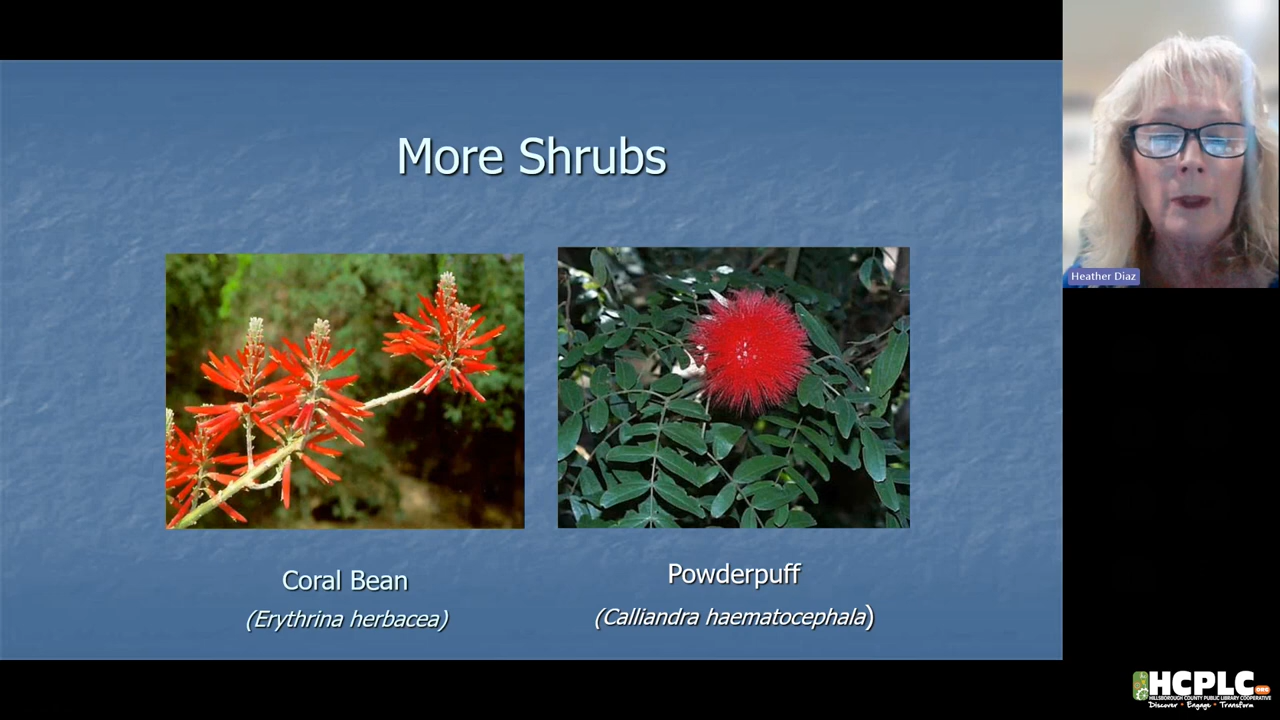 More Shrubs
Coral Bean
(Erythrina herbacea)
Powderpuff
(Calliandra haematocephala)
Heather Diaz
HCPLC.ORG
HILLSBOROUGH COUNTY PUBLIC LIBRARY COOPERATIVE
Discover • Engage • Transform